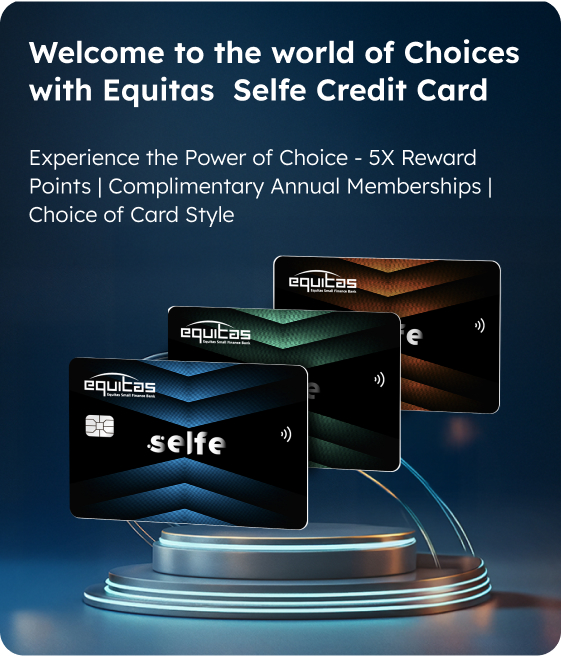 Welcome to the world of Choices
with Equitas Selfe Credit Card
Experience the Power of Choice - 5X Reward
Points | Complimentary Annual Memberships |
Choice of Card Style
equitas
Equitas Small Finance Bank
fe
equitas
Equitas Small Finance Bank
e
equitas
Equitas Small Finance Bank
selfe